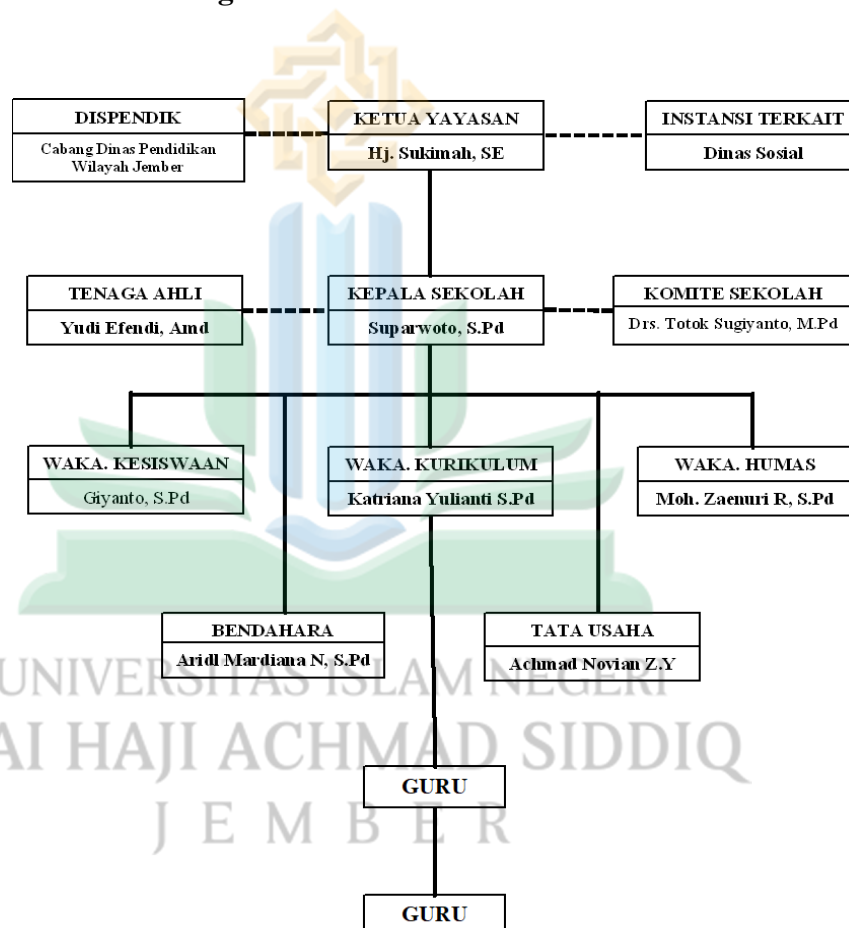 DISPENDIK
Cabang Dinas Pendidikan
Wilayah Jember
KETUA YAYASAN
Hj. Sukimah, SE
INSTANSI TERKAIT
Dinas Sosial
TENAGA AHLI
Yudi Efendi, Amd
KEPALA SEKOLAH
Suparwoto, S.Pd
KOMITE SEKOLAH
Drs. Totok Sugiyanto, M.Pd
WAKA. KESISWAAN
Giyanto, S.Pd
WAKA. KURIKULUM
Katriana Yulianti S.Pd
WAKA. HUMAS
Moh. Zaenuri R, S.Pd
BENDAHARA
Aridl Mardiana N, S.Pd
TATA USAHA
Achmad Novian Z.Y
UNIVERSITAS ISLAM NEGERI
AI HAJI ACHMAD SIDDIQ
JEMBER
GURU
GURU